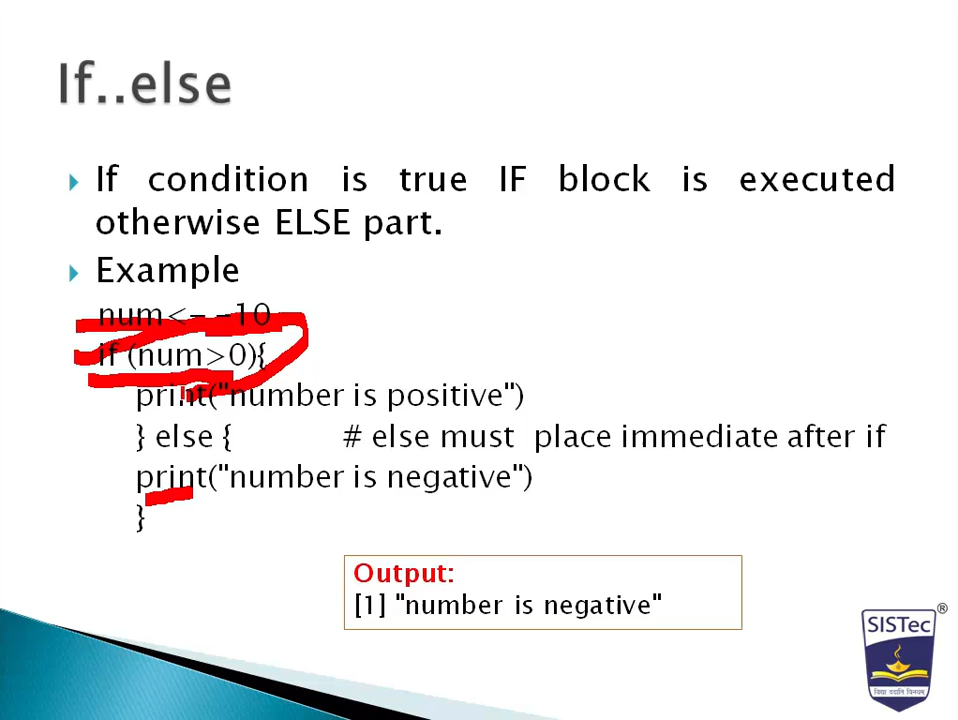 If..else
If condition is true IF block is executed
otherwise ELSE part.
Example
num<- -10
if (num>0){
print("number is positive")
} else { # else must place immediate after if
print("number is negative")
}
Output:
[1] "number is negative"
SISTec ®
विद्या ददाति विनयम्